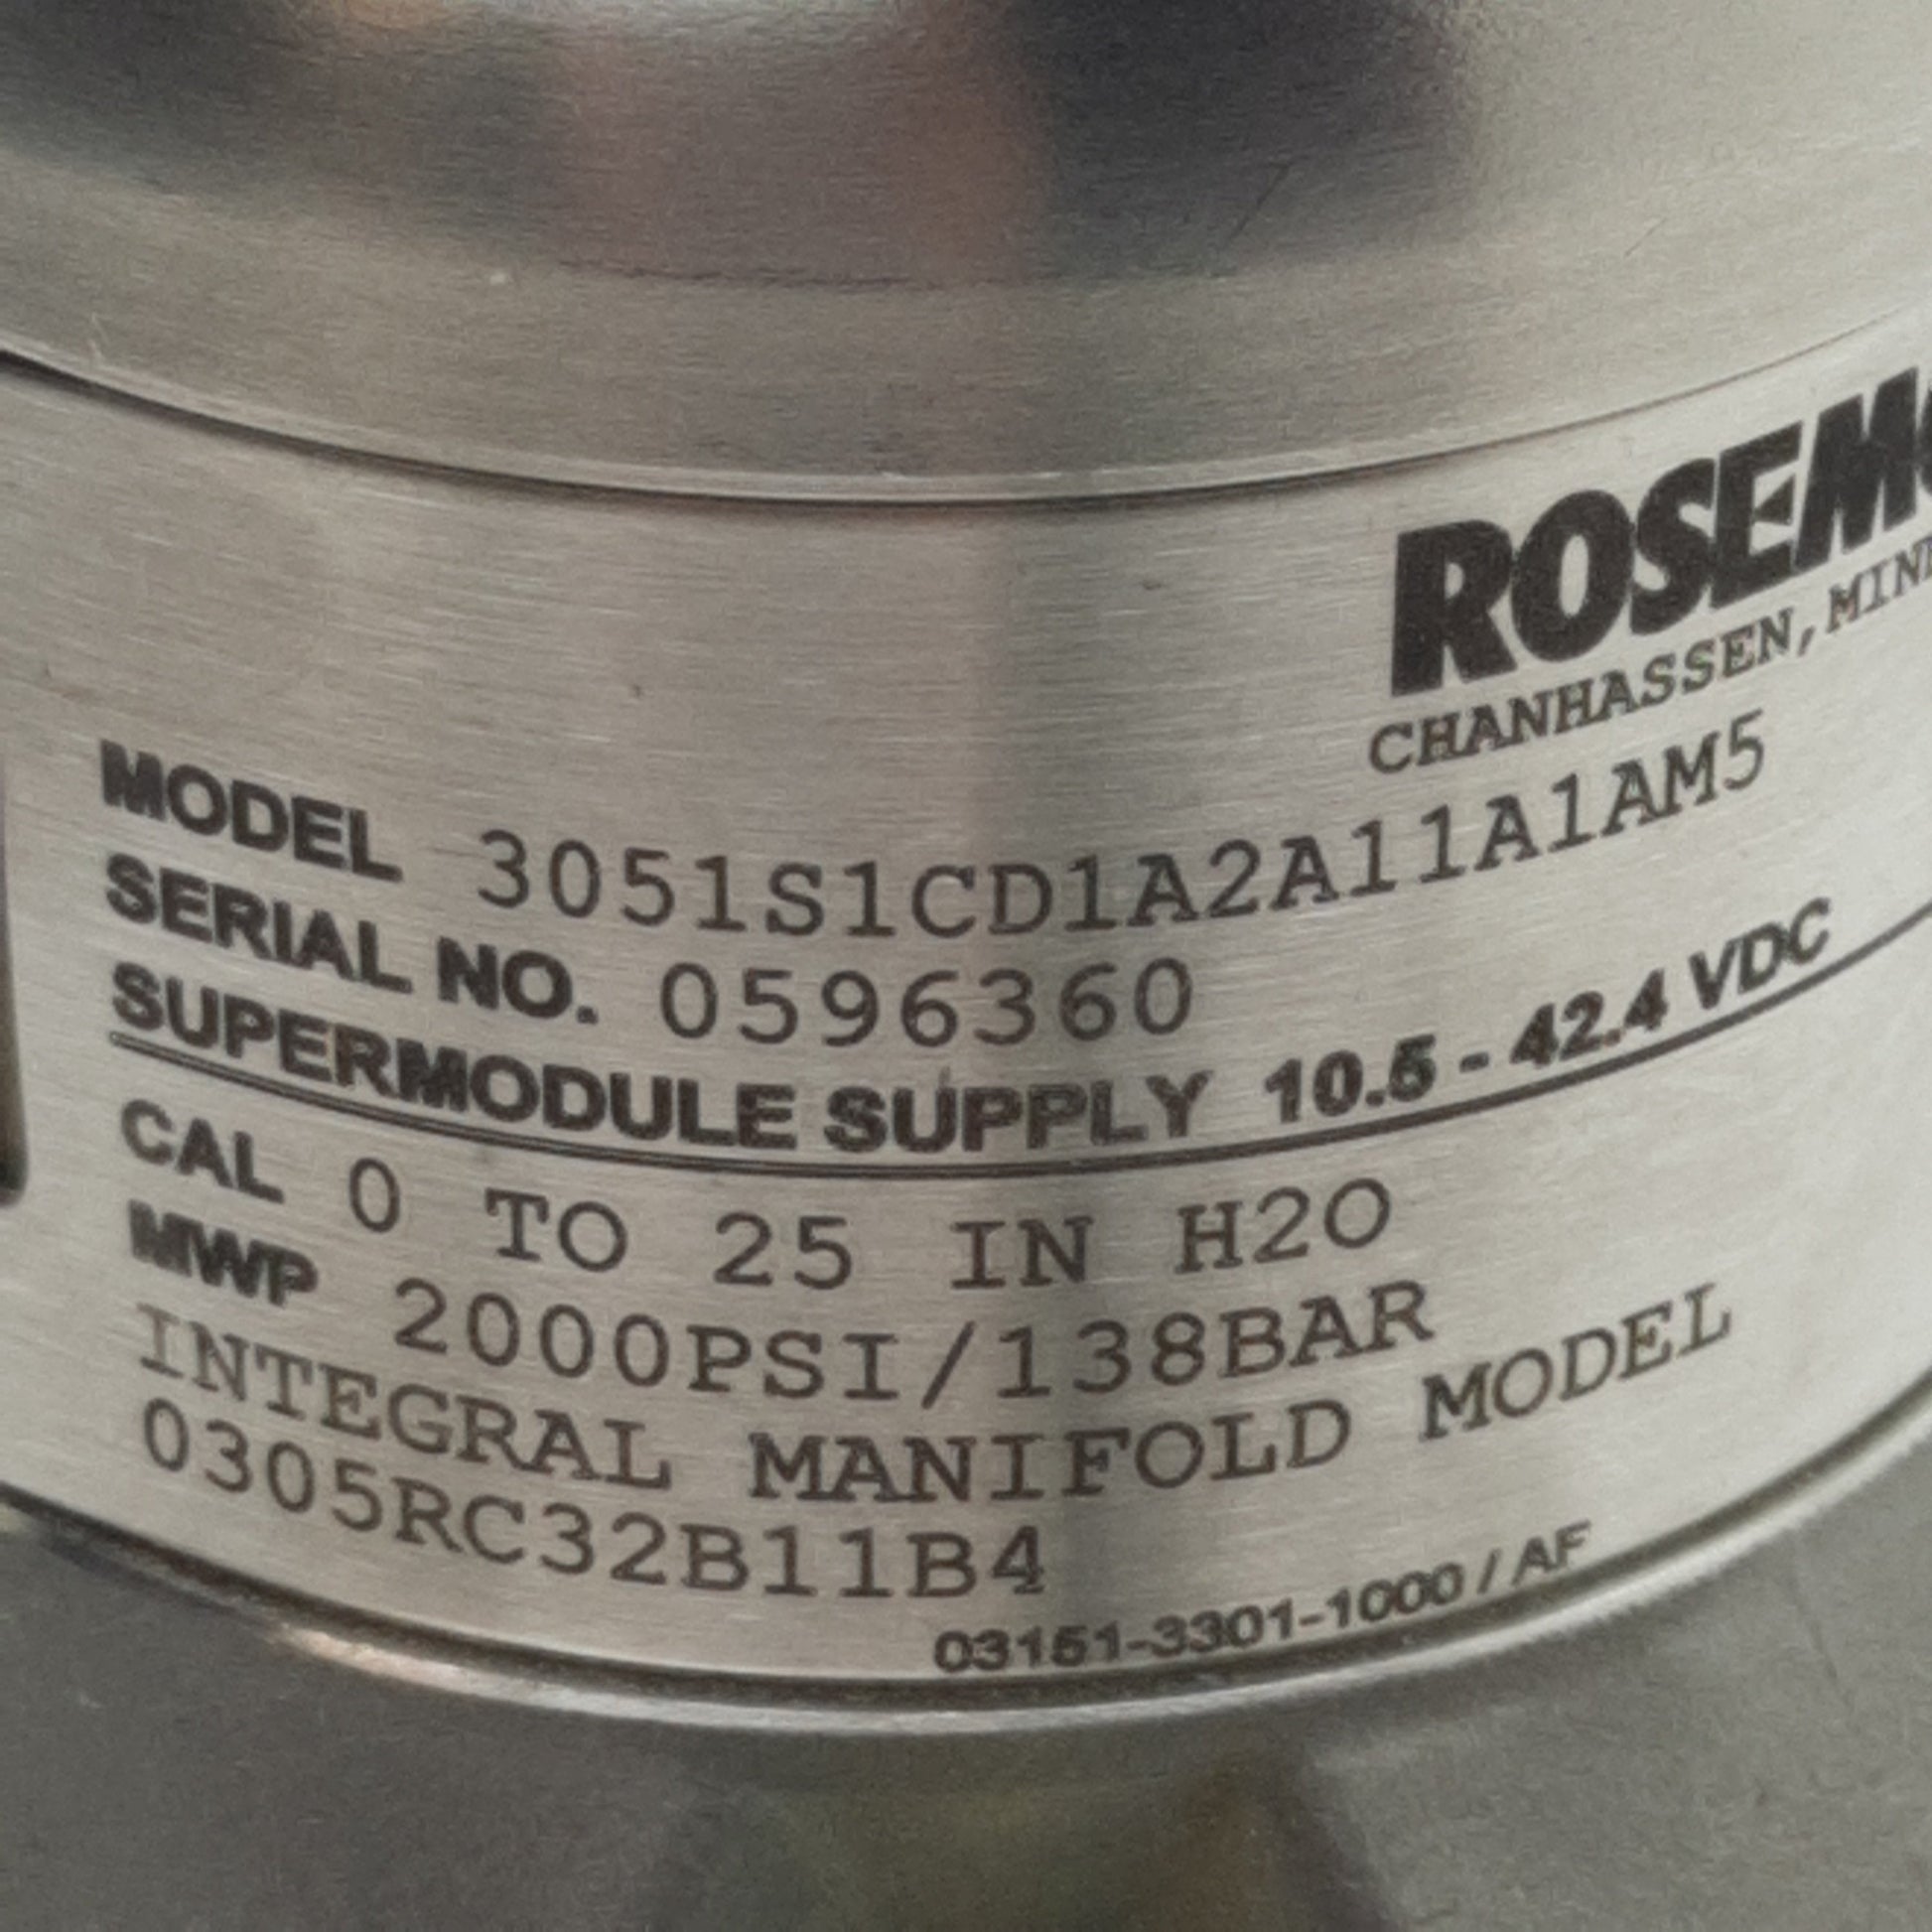 ROSEMO
CHANHASSEN, MINN
MODEL 3051S1CD1A2A11A1AM5
SERIAL NO. 0596360
SUPERMODULE SUPPLY 10.5 - 42.4 VDC
CAL 0 TO 25 IN H2O
MWP 2000PSI/138BAR
INTEGRAL MANIFOLD MODEL
0305RC32B11B4
03151-3301-1000 / AF